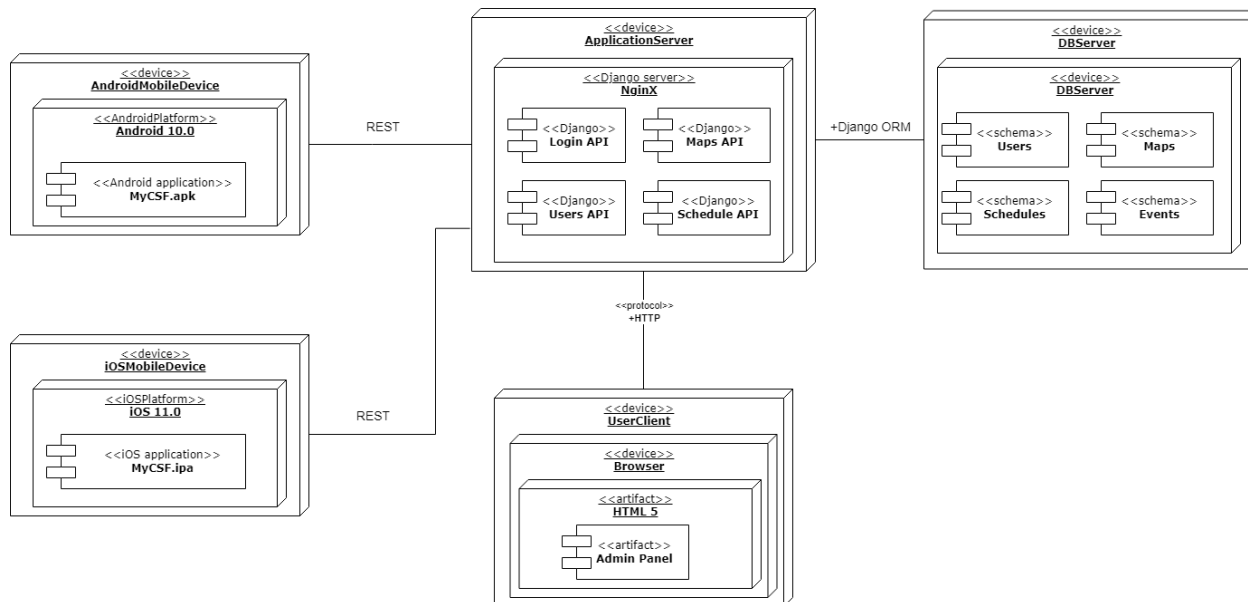 <<device>>
AndroidMobileDevice
<<AndroidPlatform>>
Android 10.0
<<Android application>>
MyCSF.apk
REST
<<device>>
ApplicationServer
<<Django server>>
NginX
<<Django>>
Login API
<<Django>>
Maps API
<<Django>>
Users API
<<Django>>
Schedule API
+Django ORM
<<device>>
DBServer
<<device>>
DBServer
<<schema>>
Users
<<schema>>
Maps
<<schema>>
Schedules
<<schema>>
Events
<<device>>
iOSMobileDevice
<<iOSPlatform>>
iOS 11.0
<<iOS application>>
MyCSF.ipa
REST
<<protocol>>
+HTTP
<<device>>
UserClient
<<device>>
Browser
<<artifact>>
HTML 5
<<artifact>>
Admin Panel